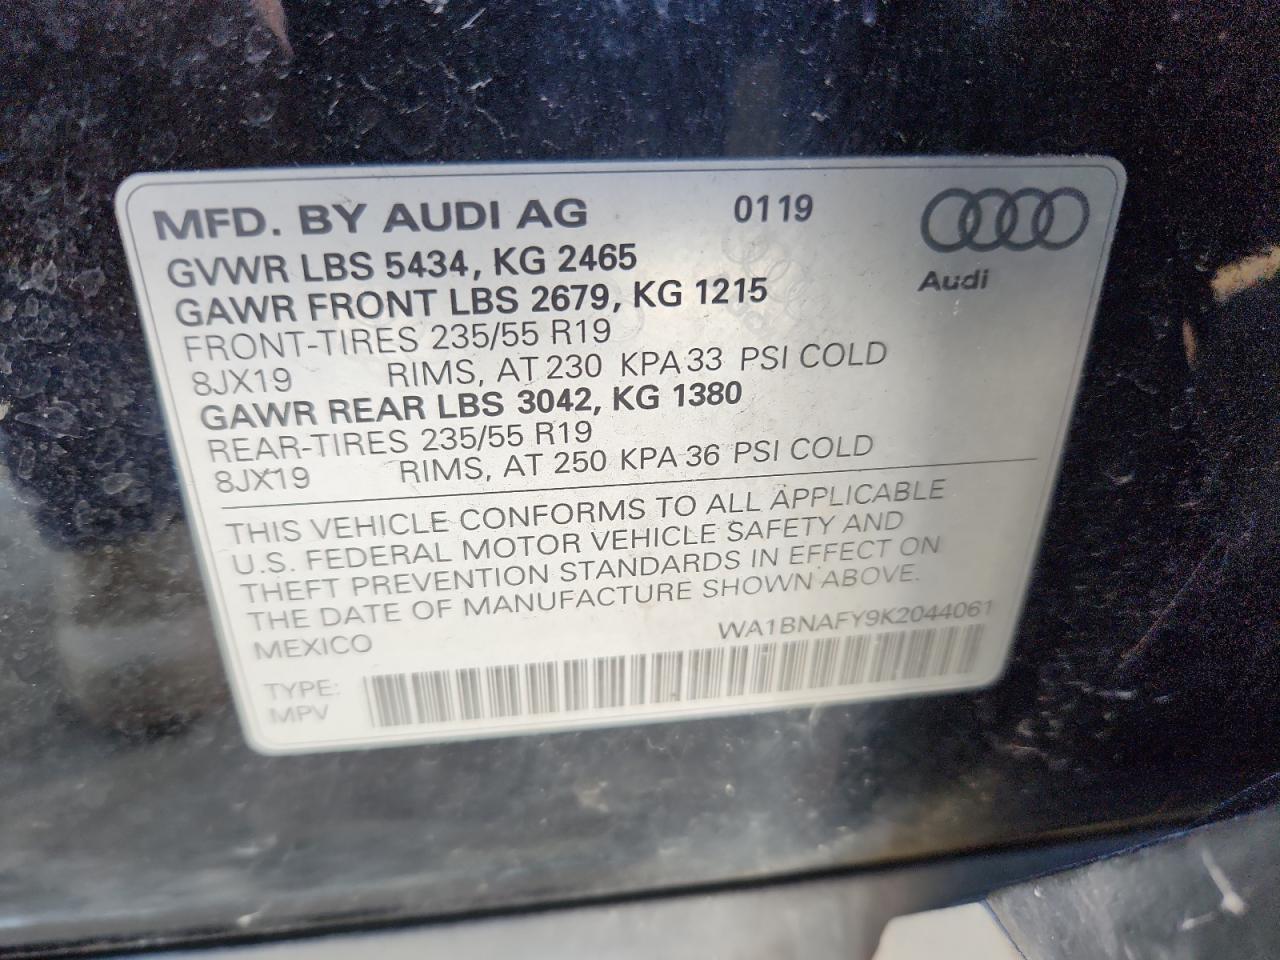 MFD. BY AUDI AG 0119
Audi
GVWR LBS 5434, KG 2465
GAWR FRONT LBS 2679, KG 1215
FRONT-TIRES 235/55 R19
8JX19 RIMS, AT 230 KPA 33 PSI COLD
GAWR REAR LBS 3042, KG 1380
REAR-TIRES 235/55 R19
8JX19 RIMS, AT 250 KPA 36 PSI COLD
THIS VEHICLE CONFORMS TO ALL APPLICABLE
U.S. FEDERAL MOTOR VEHICLE SAFETY AND
THEFT PREVENTION STANDARDS IN EFFECT ON
THE DATE OF MANUFACTURE SHOWN ABOVE.
MEXICO WA1BNAFY9K2044061
TYPE:
MPV